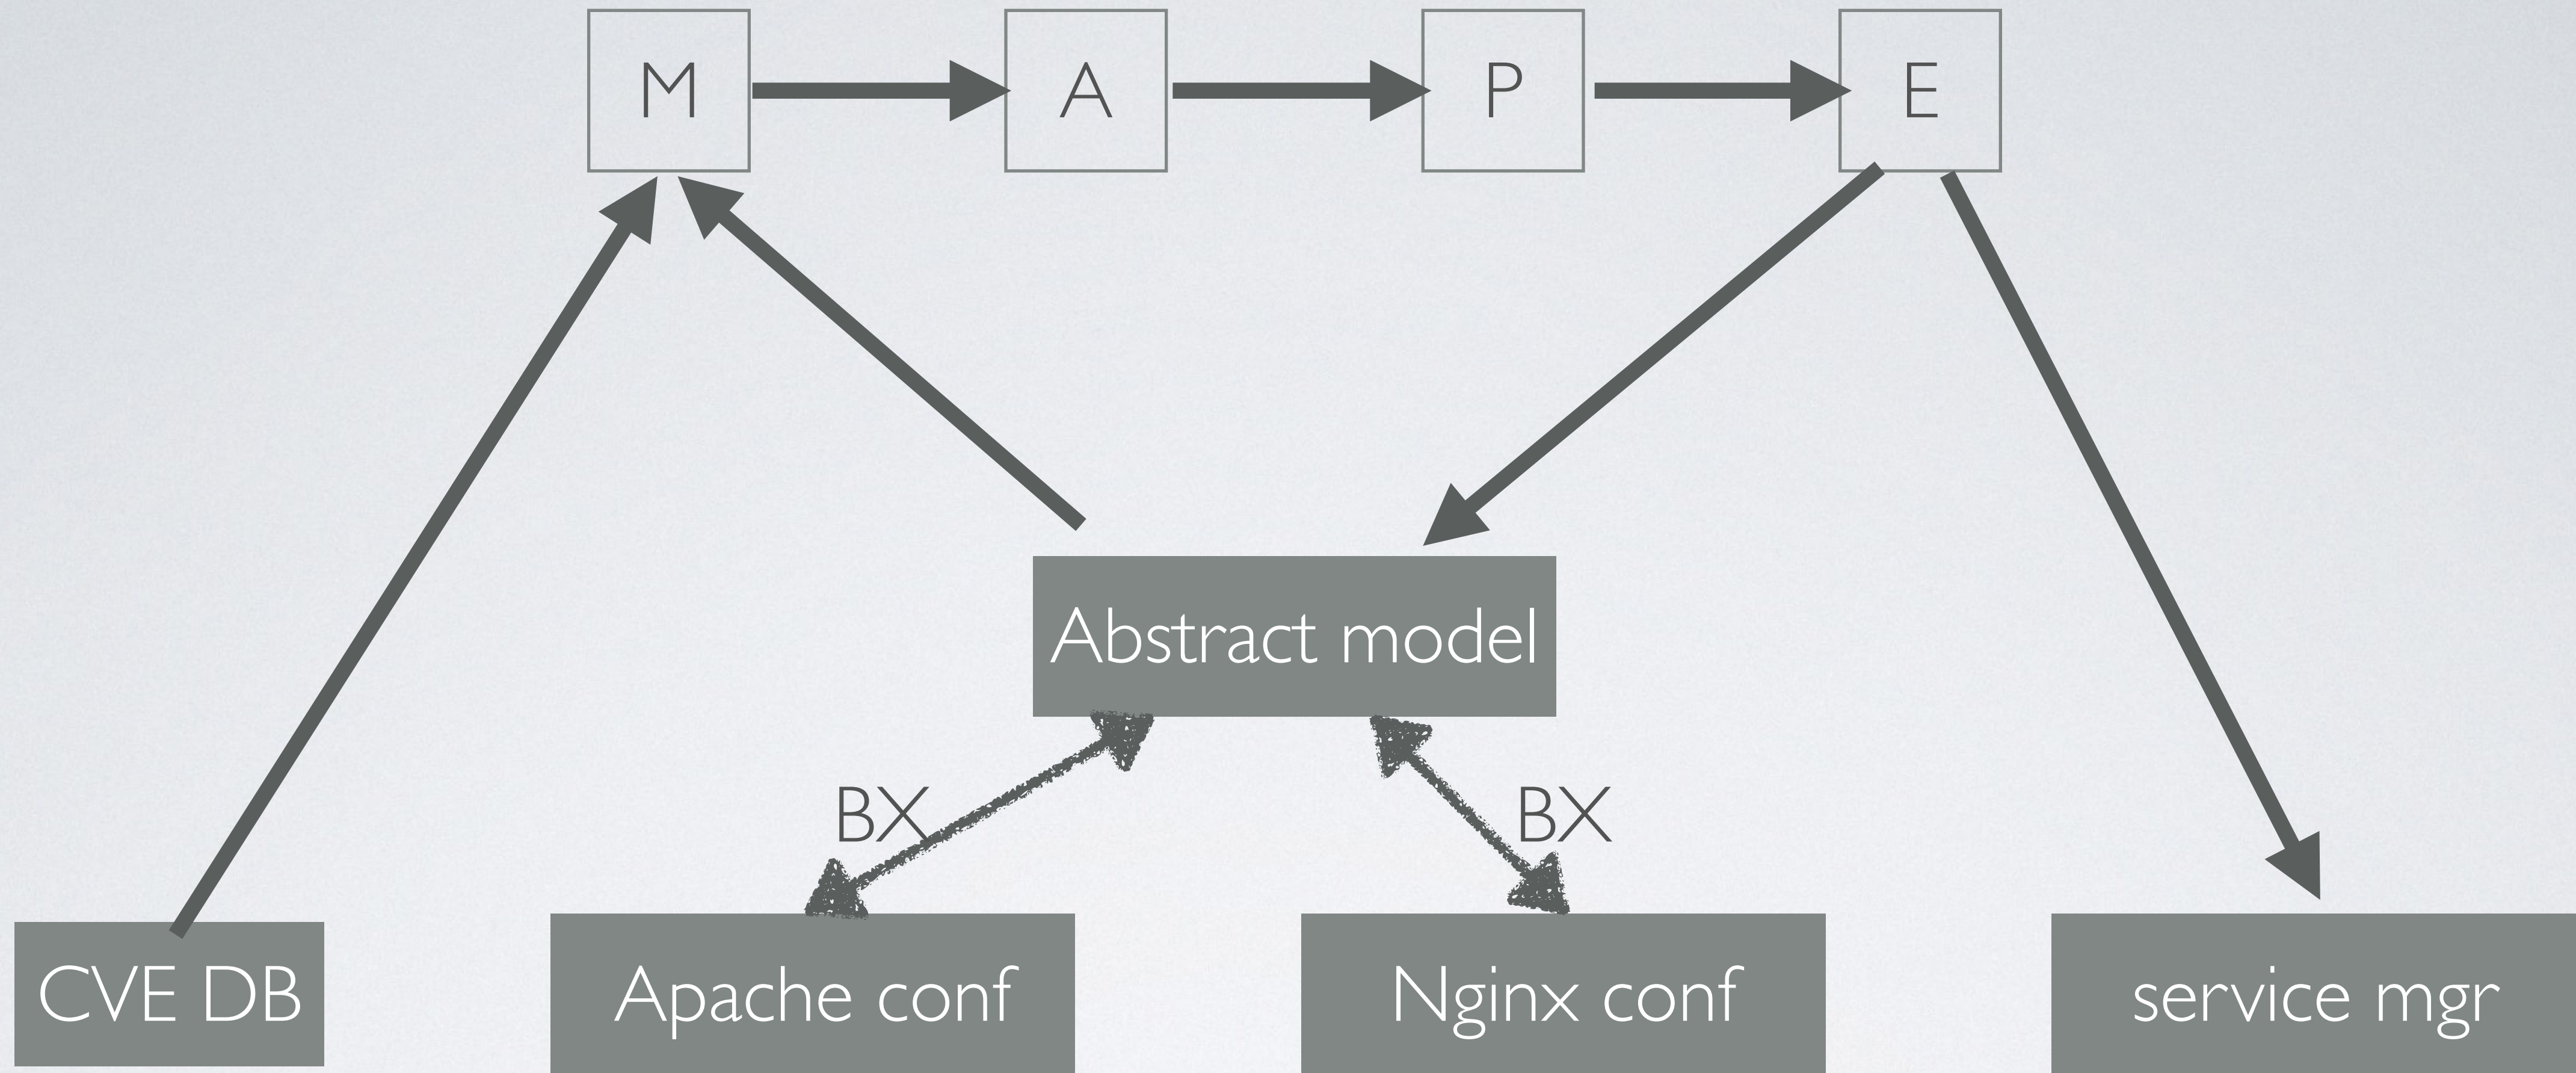 M
A
P
E
Abstract model
BX
BX
CVE DB
Apache conf
Nginx conf
service mgr